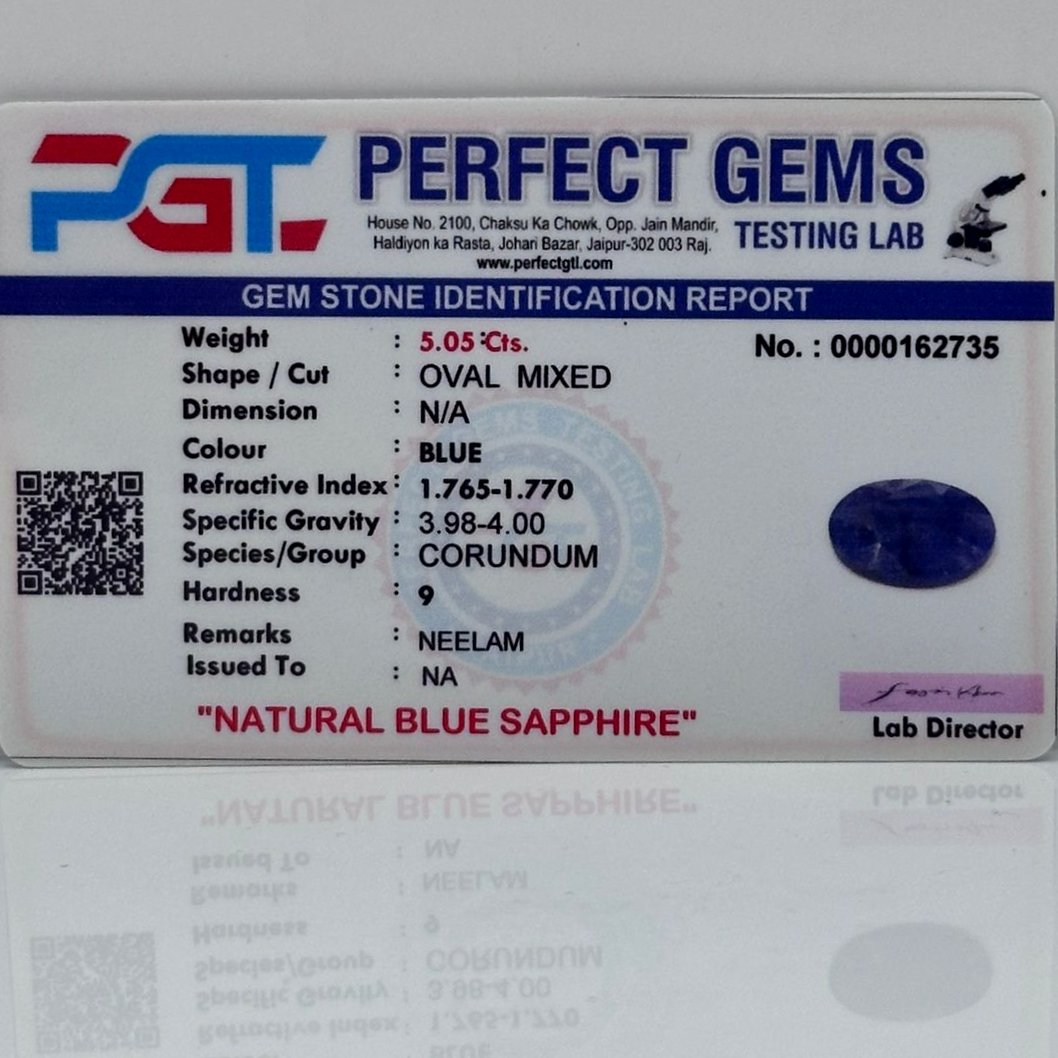 PGT.
PERFECT GEMS
TESTING LAB
House No. 2100, Chaksu Ka Chowk, Opp. Jain Mandir,
Haldiyon ka Rasta, Johari Bazar, Jaipur-302 003 Raj.
www.perfectgtl.com
GEM STONE IDENTIFICATION REPORT
No. : 0000162735
Weight : 5.05 Cts.
Shape / Cut : OVAL MIXED
Dimension : N/A
Colour : BLUE
Refractive Index : 1.765-1.770
Specific Gravity : 3.98-4.00
Species/Group : CORUNDUM
Hardness : 9
Remarks : NEELAM
Issued To : NA
"NATURAL BLUE SAPPHIRE"
Lab Director